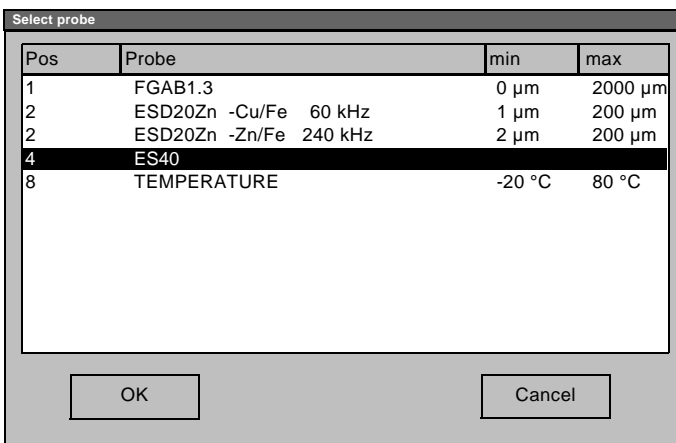 Select probe
Pos Probe min max
1 FGAB1.3 0 µm 2000 µm
2 ESD20Zn -Cu/Fe 60 kHz 1 µm 200 µm
2 ESD20Zn -Zn/Fe 240 kHz 2 µm 200 µm
4 ES40
8 TEMPERATURE -20 °C 80 °C
OK Cancel